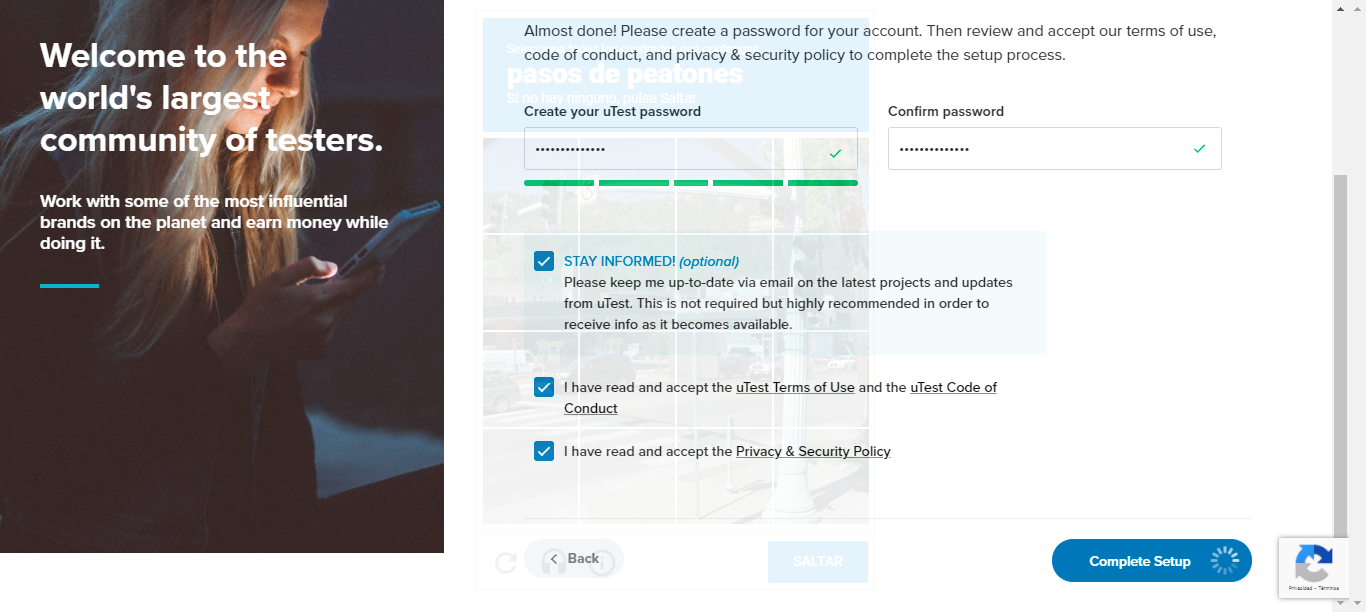 Welcome to the
world's largest
community of testers.
Work with some of the most influential
brands on the planet and earn money while
doing it.
Almost done! Please create a password for your account. Then review and accept our terms of use,
code of conduct, and privacy & security policy to complete the setup process.
pasos de peatones
Si no hay ninguno, pulsa Saltar
Create your uTest password
Confirm password
STAY INFORMED! (optional)
Please keep me up-to-date via email on the latest projects and updates
from uTest. This is not required but highly recommended in order to
receive info as it becomes available.
I have read and accept the uTest Terms of Use and the uTest Code of
Conduct
I have read and accept the Privacy & Security Policy
Back
SALTAR
Complete Setup
Privacidad - Términos